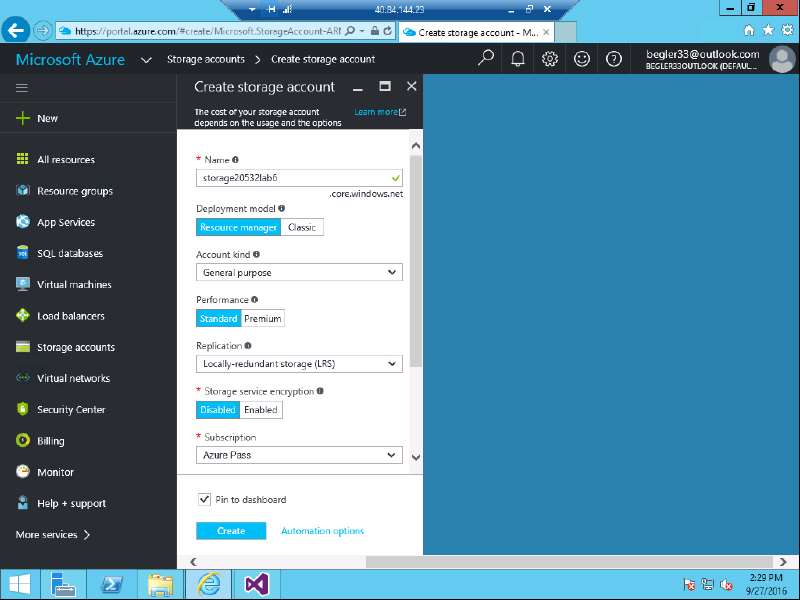 40.84.144.23
https://portal.azure.com/#create/Microsoft.StorageAccount-ARM
Create storage account - M...
Microsoft Azure
Storage accounts
Create storage account
begler33@outlook.com
BEGLER33OUTLOOK (DEFAUL...
New
All resources
Resource groups
App Services
SQL databases
Virtual machines
Load balancers
Storage accounts
Virtual networks
Security Center
Billing
Monitor
Help + support
More services
Create storage account
The cost of your storage account
depends on the usage and the options
Learn more
* Name
storage20532lab6
.core.windows.net
Deployment model
Resource manager Classic
Account kind
General purpose
Performance
Standard Premium
Replication
Locally-redundant storage (LRS)
* Storage service encryption
Disabled Enabled
* Subscription
Azure Pass
Pin to dashboard
Create Automation options
2:29 PM
9/27/2016